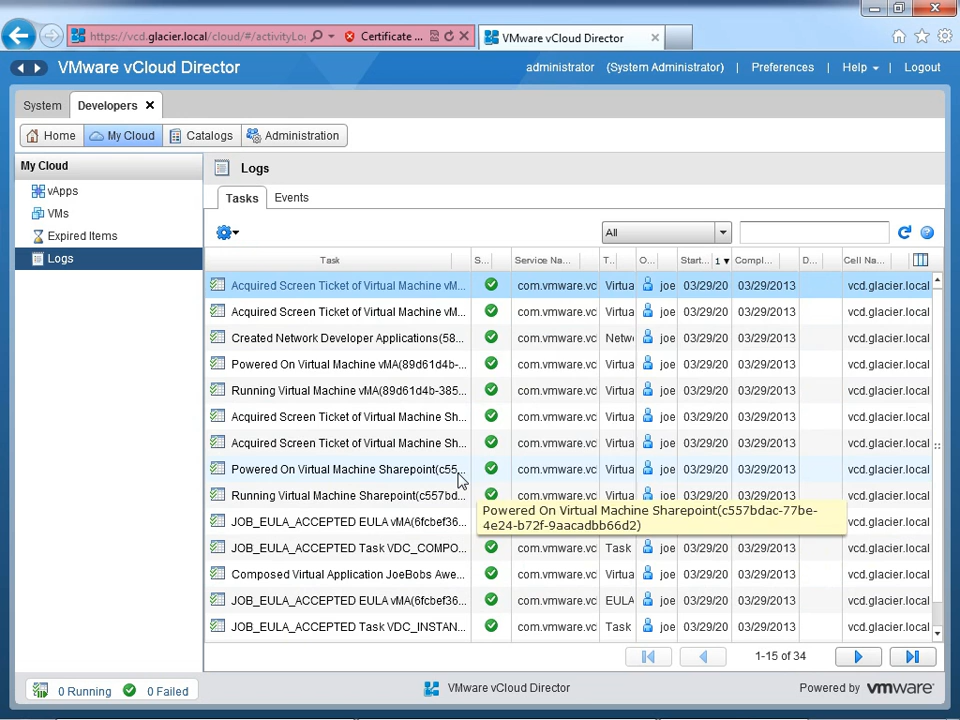 https://vcd.glacier.local/cloud/#/activityLo
Certificate ...
VMware vCloud Director
VMware vCloud Director
administrator (System Administrator) | Preferences | Help | Logout
System
Developers
Home
My Cloud
Catalogs
Administration
My Cloud
vApps
VMs
Expired Items
Logs
Logs
Tasks
Events
All
Task S... Service Na... T.. O... Start... 1 Compl... D... Cell Na...
Acquired Screen Ticket of Virtual Machine vM... com.vmware.vc Virtua joe 03/29/20 03/29/2013 vcd.glacier.local
Acquired Screen Ticket of Virtual Machine vM... com.vmware.vc Virtua joe 03/29/20 03/29/2013 vcd.glacier.local
Created Network Developer Applications(58... com.vmware.vc Netwo joe 03/29/20 03/29/2013 vcd.glacier.local
Powered On Virtual Machine vMA(89d61d4b-... com.vmware.vc Virtua joe 03/29/20 03/29/2013 vcd.glacier.local
Running Virtual Machine vMA(89d61d4b-385... com.vmware.vc Virtua joe 03/29/20 03/29/2013 vcd.glacier.local
Acquired Screen Ticket of Virtual Machine Sh... com.vmware.vc Virtua joe 03/29/20 03/29/2013 vcd.glacier.local
Acquired Screen Ticket of Virtual Machine Sh... com.vmware.vc Virtua joe 03/29/20 03/29/2013 vcd.glacier.local
Powered On Virtual Machine Sharepoint(c55... com.vmware.vc Virtua joe 03/29/20 03/29/2013 vcd.glacier.local
Running Virtual Machine Sharepoint(c557bd... com.vmware.vc Virtua joe 03/29/20 03/29/2013 vcd.glacier.local
Powered On Virtual Machine Sharepoint(c557bdac-77be-
4e24-b72f-9aacadbb66d2)
JOB_EULA_ACCEPTED EULA vMA(6fcbef36... vcd.glacier.local
JOB_EULA_ACCEPTED Task VDC_COMPO... com.vmware.vc Task joe 03/29/20 03/29/2013 vcd.glacier.local
Composed Virtual Application JoeBobs Awe... com.vmware.vc Virtua joe 03/29/20 03/29/2013 vcd.glacier.local
JOB_EULA_ACCEPTED EULA vMA(6fcbef36... com.vmware.vc EULA joe 03/29/20 03/29/2013 vcd.glacier.local
JOB_EULA_ACCEPTED Task VDC_INSTAN... com.vmware.vc Task joe 03/29/20 03/29/2013 vcd.glacier.local
1-15 of 34
0 Running
0 Failed
VMware vCloud Director
Powered by vmware